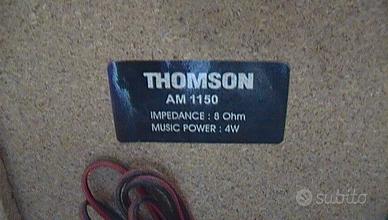 THOMSON
AM 1150
IMPEDANCE : 8 Ohm
MUSIC POWER : 4W
subito